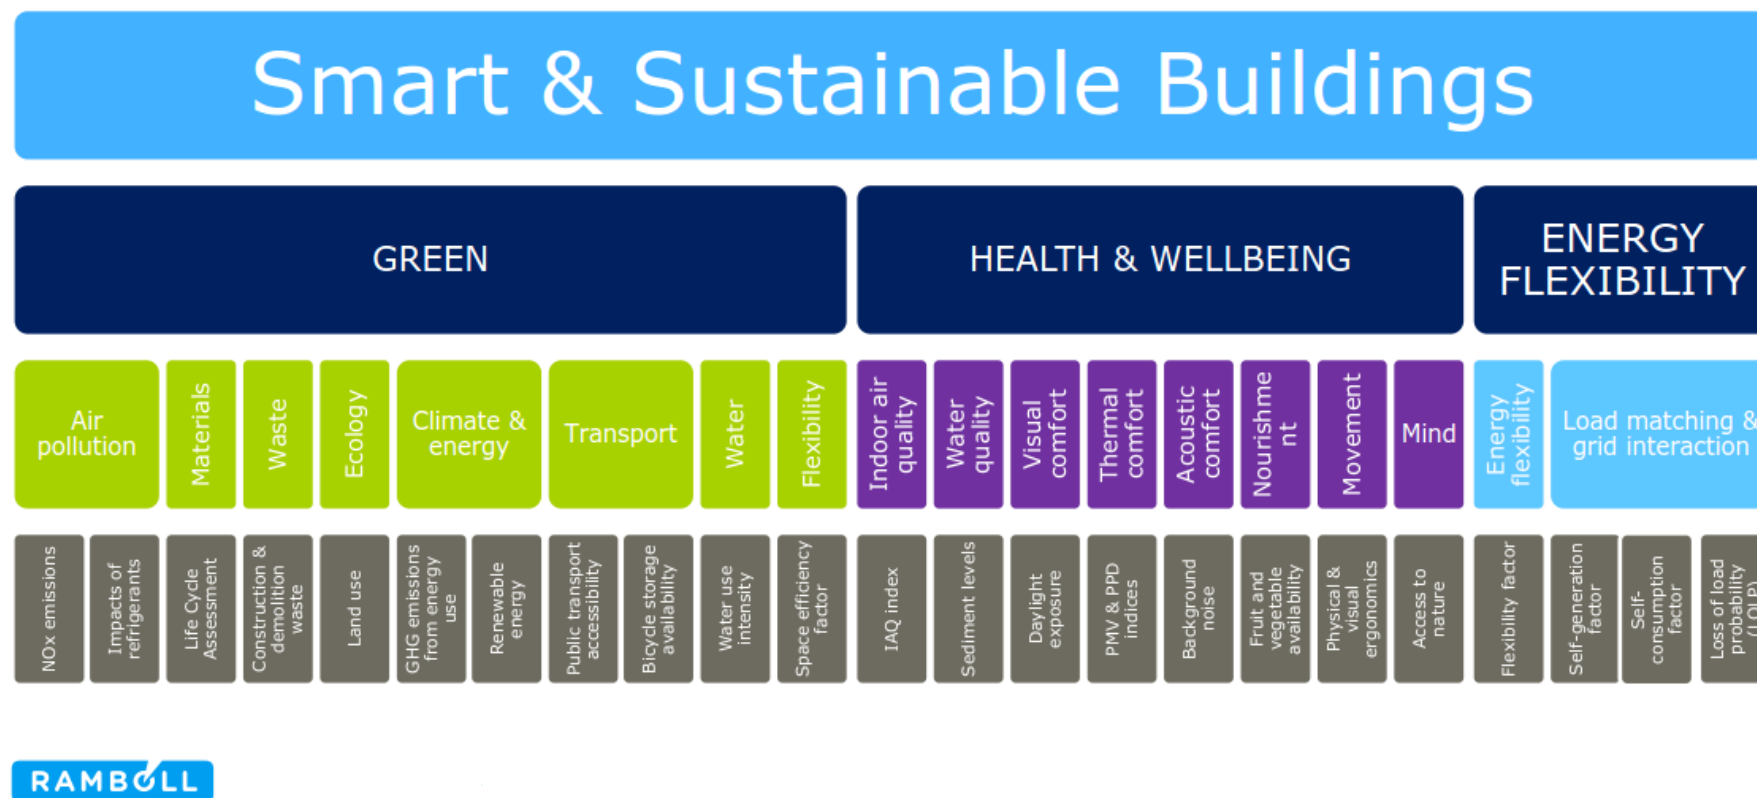 Smart & Sustainable Buildings
GREEN
HEALTH & WELLBEING
ENERGY
FLEXIBILITY
Air
pollution
Materials
Waste
Ecology
Climate &
energy
Transport
Water
Flexibility
Indoor air
quality
Water
quality
Visual
comfort
Thermal
comfort
Acoustic
comfort
Nourishme
nt
Movement
Mind
Energy
flexibility
Load matching &
grid interaction
NOx emissions
Impacts of
refrigerants
Life Cycle
Assessment
Construction &
demolition
waste
Land use
GHG emissions
from energy
use
Renewable
energy
Public transport
accessibility
Bicycle storage
availability
Water use
intensity
Space efficiency
factor
IAQ index
Sediment levels
Daylight
exposure
PMV & PPD
indices
Background
noise
Fruit and
vegetable
availability
Physical &
visual
ergonomics
Access to
nature
Flexibility factor
Self-generation
factor
Self-
consumption
factor
Loss of load
probability
(LOLP)
RAMBOLL